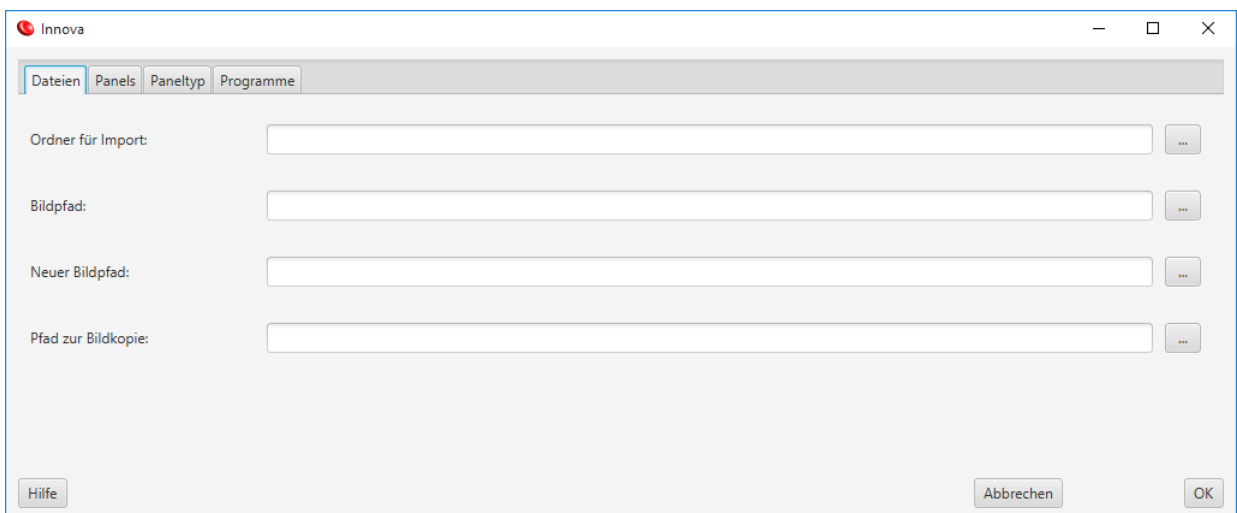 Innova
Dateien Panels Paneltyp Programme
Ordner für Import: ...
Bildpfad: ...
Neuer Bildpfad: ...
Pfad zur Bildkopie: ...
Hilfe Abbrechen OK